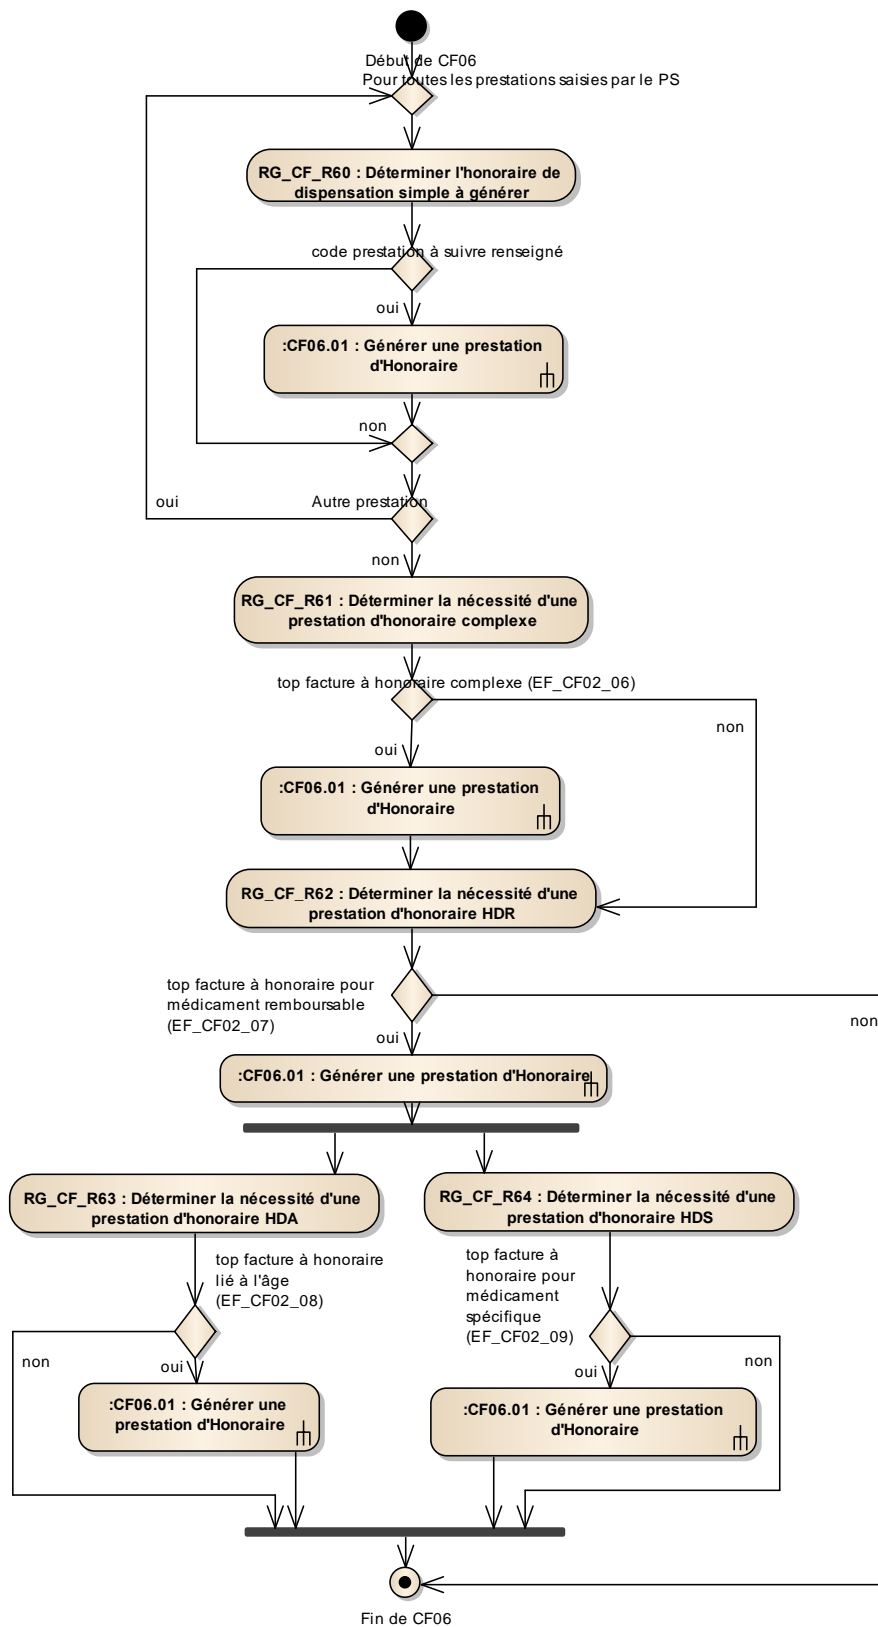 Début de CF06
Pour toutes les prestations saisies par le PS
RG_CF_R60 : Déterminer l'honoraire de
dispensation simple à générer
code prestation à suivre renseigné
oui
:CF06.01 : Générer une prestation
d'Honoraire
non
oui
Autre prestation
non
RG_CF_R61 : Déterminer la nécessité d'une
prestation d'honoraire complexe
top facture à honoraire complexe (EF_CF02_06)
non
oui
:CF06.01 : Générer une prestation
d'Honoraire
RG_CF_R62 : Déterminer la nécessité d'une
prestation d'honoraire HDR
top facture à honoraire pour
médicament remboursable
(EF_CF02_07)
non
oui
:CF06.01 : Générer une prestation d'Honoraire
RG_CF_R63 : Déterminer la nécessité d'une
prestation d'honoraire HDA
RG_CF_R64 : Déterminer la nécessité d'une
prestation d'honoraire HDS
top facture à honoraire
lié à l'âge
(EF_CF02_08)
top facture à
honoraire pour
médicament
spécifique
(EF_CF02_09)
non
oui
oui
non
:CF06.01 : Générer une
prestation d'Honoraire
:CF06.01 : Générer une prestation
d'Honoraire
Fin de CF06